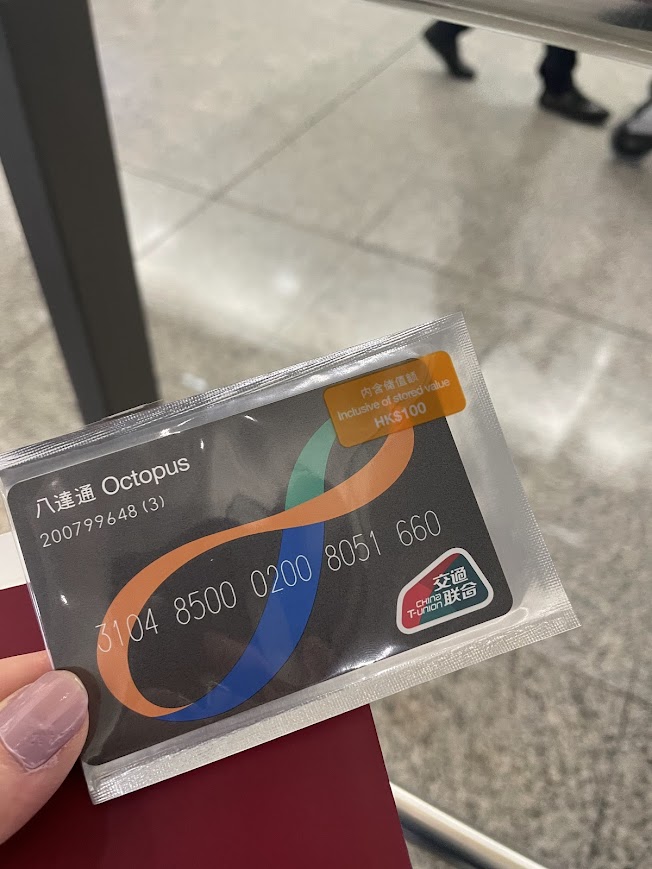 內含儲值額
Inclusive of stored value
HK$100
八達通 Octopus
200799648 (3)
3104 8500 0200 8051 660
交通
CHINA
T-UNION 联合